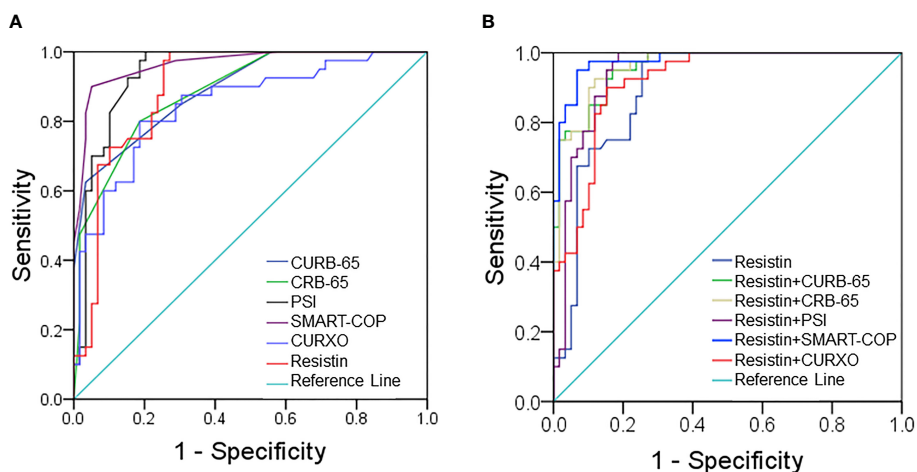 A
1.0
0.8
0.6
0.4
0.2
0.0
0.0 0.2 0.4 0.6 0.8 1.0
Sensitivity
1 - Specificity
CURB-65
CRB-65
PSI
SMART-COP
CURXO
Resistin
Reference Line
B
1.0
0.8
0.6
0.4
0.2
0.0
0.0 0.2 0.4 0.6 0.8 1.0
Sensitivity
1 - Specificity
Resistin
Resistin+CURB-65
Resistin+CRB-65
Resistin+PSI
Resistin+SMART-COP
Resistin+CURXO
Reference Line